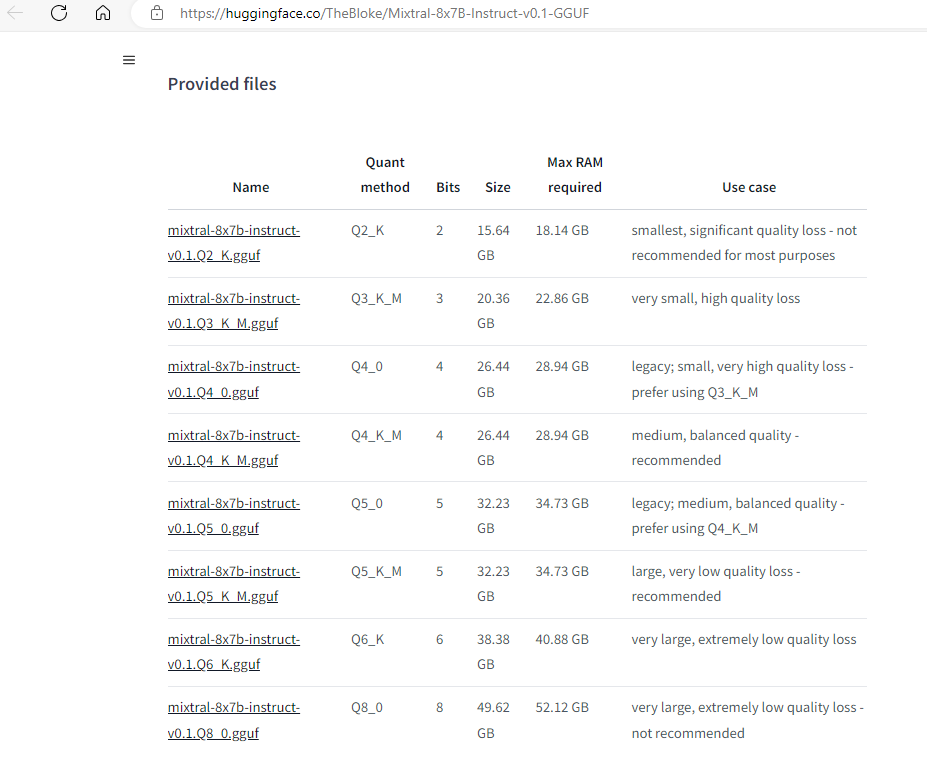 https://huggingface.co/TheBloke/Mixtral-8x7B-Instruct-v0.1-GGUF
Provided files
Name Quant method Bits Size Max RAM required Use case
mixtral-8x7b-instruct-v0.1.Q2_K.gguf Q2_K 2 15.64 GB 18.14 GB smallest, significant quality loss - not recommended for most purposes
mixtral-8x7b-instruct-v0.1.Q3_K_M.gguf Q3_K_M 3 20.36 GB 22.86 GB very small, high quality loss
mixtral-8x7b-instruct-v0.1.Q4_0.gguf Q4_0 4 26.44 GB 28.94 GB legacy; small, very high quality loss - prefer using Q3_K_M
mixtral-8x7b-instruct-v0.1.Q4_K_M.gguf Q4_K_M 4 26.44 GB 28.94 GB medium, balanced quality - recommended
mixtral-8x7b-instruct-v0.1.Q5_0.gguf Q5_0 5 32.23 GB 34.73 GB legacy; medium, balanced quality - prefer using Q4_K_M
mixtral-8x7b-instruct-v0.1.Q5_K_M.gguf Q5_K_M 5 32.23 GB 34.73 GB large, very low quality loss - recommended
mixtral-8x7b-instruct-v0.1.Q6_K.gguf Q6_K 6 38.38 GB 40.88 GB very large, extremely low quality loss
mixtral-8x7b-instruct-v0.1.Q8_0.gguf Q8_0 8 49.62 GB 52.12 GB very large, extremely low quality loss - not recommended